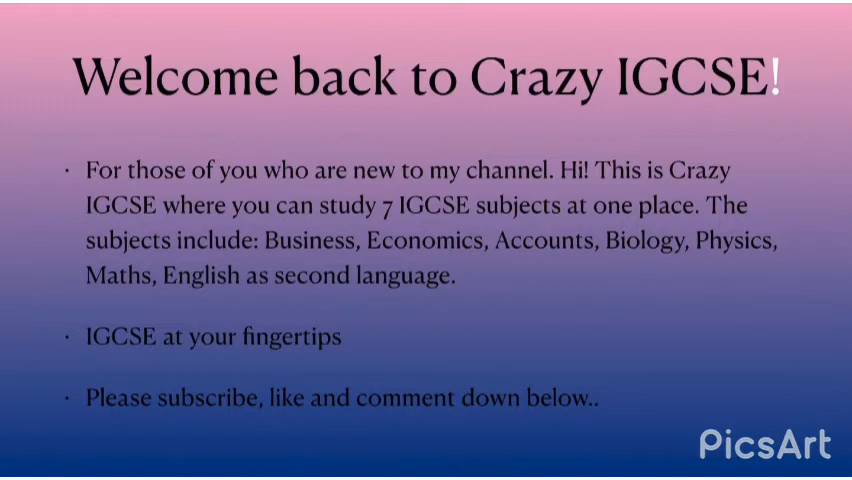 Welcome back to Crazy IGCSE!
· For those of you who are new to my channel. Hi! This is Crazy
IGCSE where you can study 7 IGCSE subjects at one place. The
subjects include: Business, Economics, Accounts, Biology, Physics,
Maths, English as second language.
· IGCSE at your fingertips
· Please subscribe, like and comment down below..
PicsArt